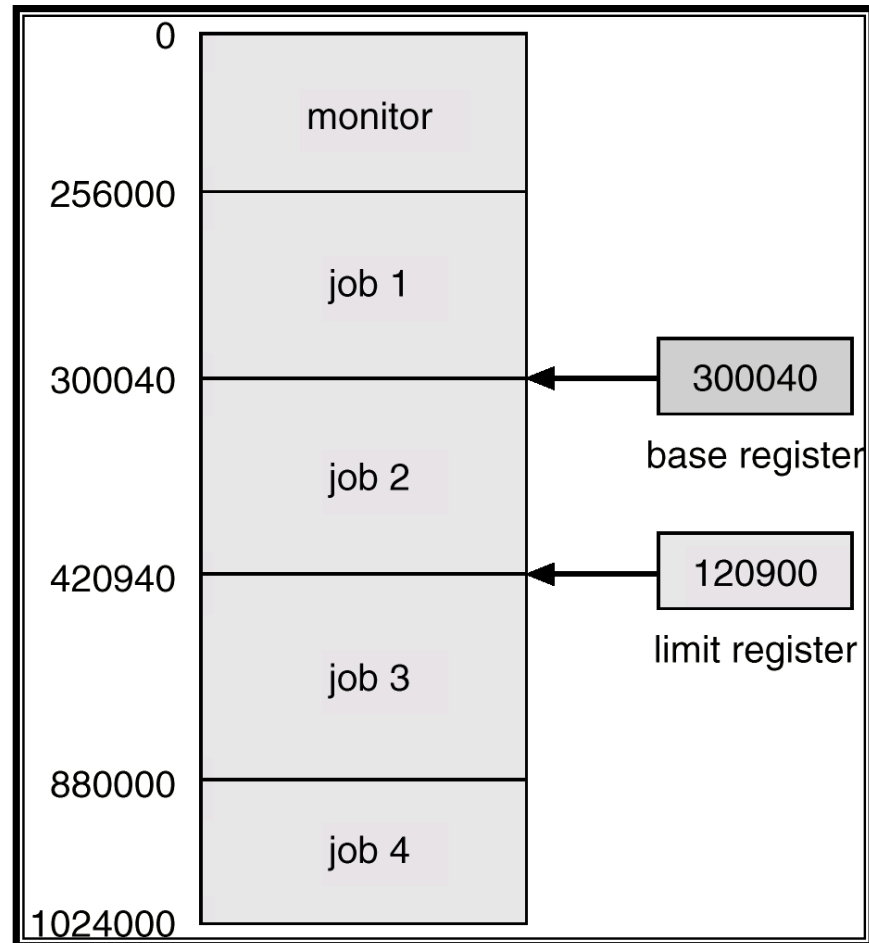 0
monitor
256000
job 1
300040
300040
base register
job 2
420940
120900
limit register
job 3
880000
job 4
1024000